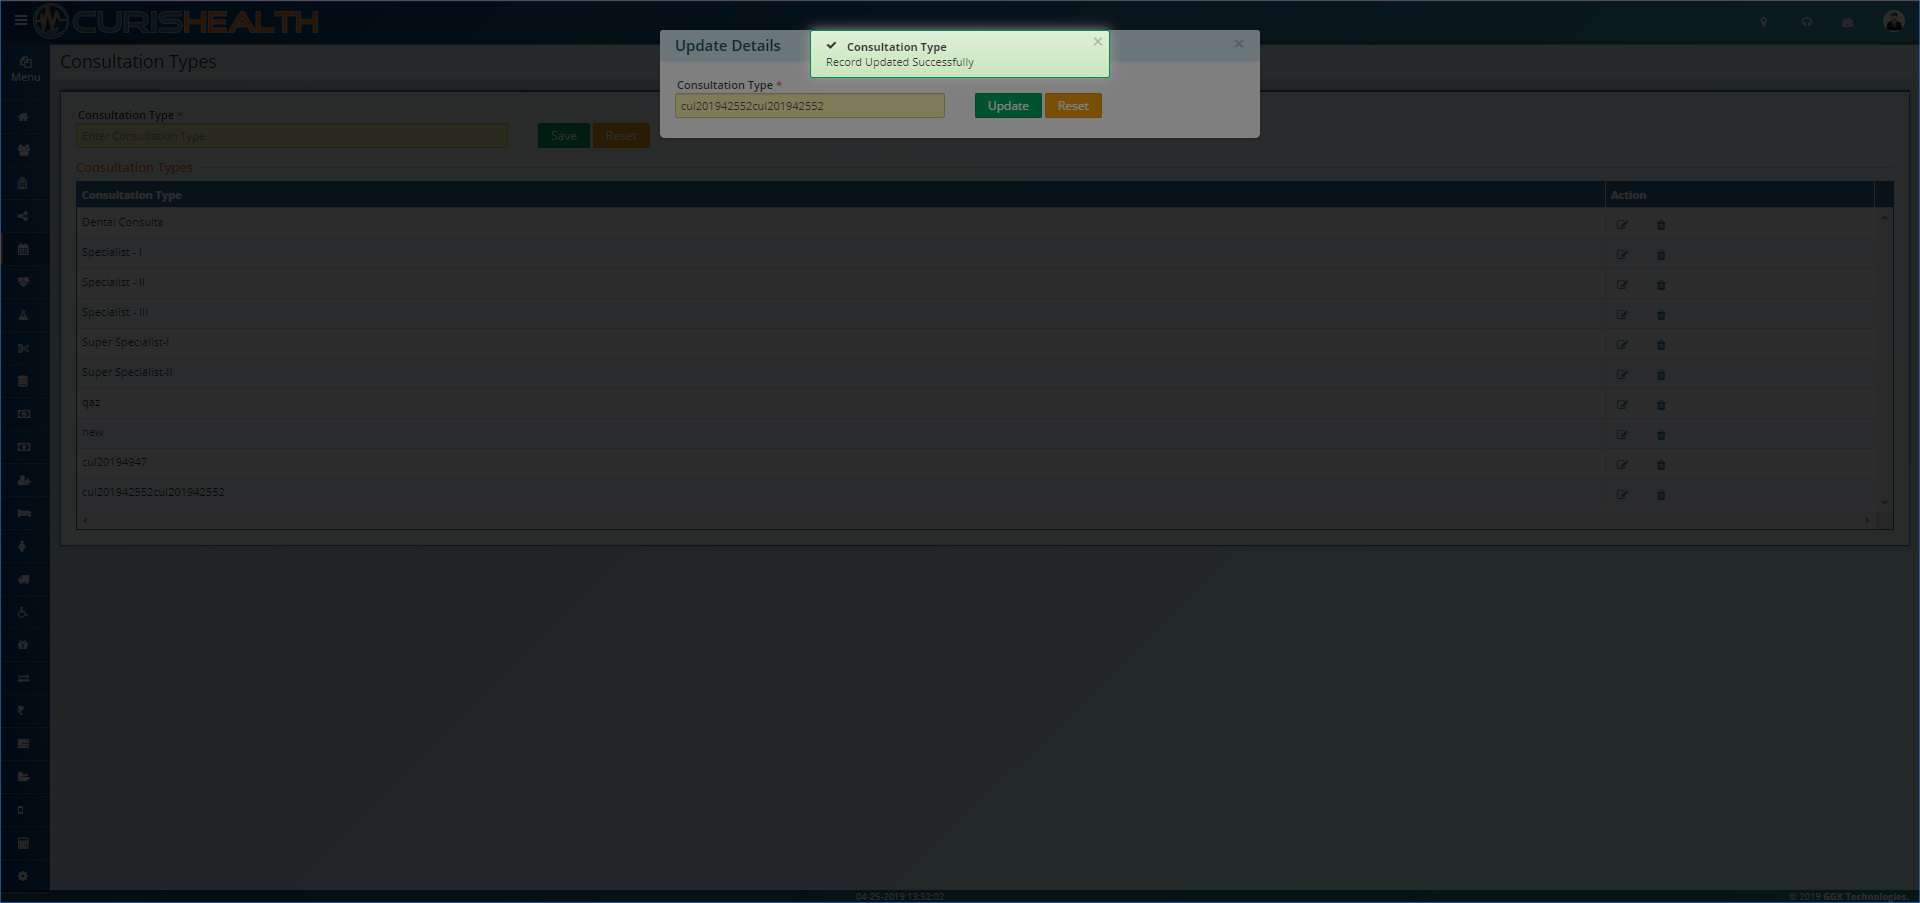 CURISHEALTH
Menu
Consultation Types
Update Details
Consultation Type
Record Updated Successfully
Consultation Type *
cul201942552cul201942552
Update
Reset
Consultation Type *
Enter Consultation Type
Save
Reset
Consultation Types
Consultation Type
Action
Dental Consulta
Specialist - I
Specialist - II
Specialist - III
Super Specialist-I
Super Specialist-II
qaz
new
cul20194947
cul201942552cul201942552
04-25-2019 13:52:02
© 2019 GGK Technologies.